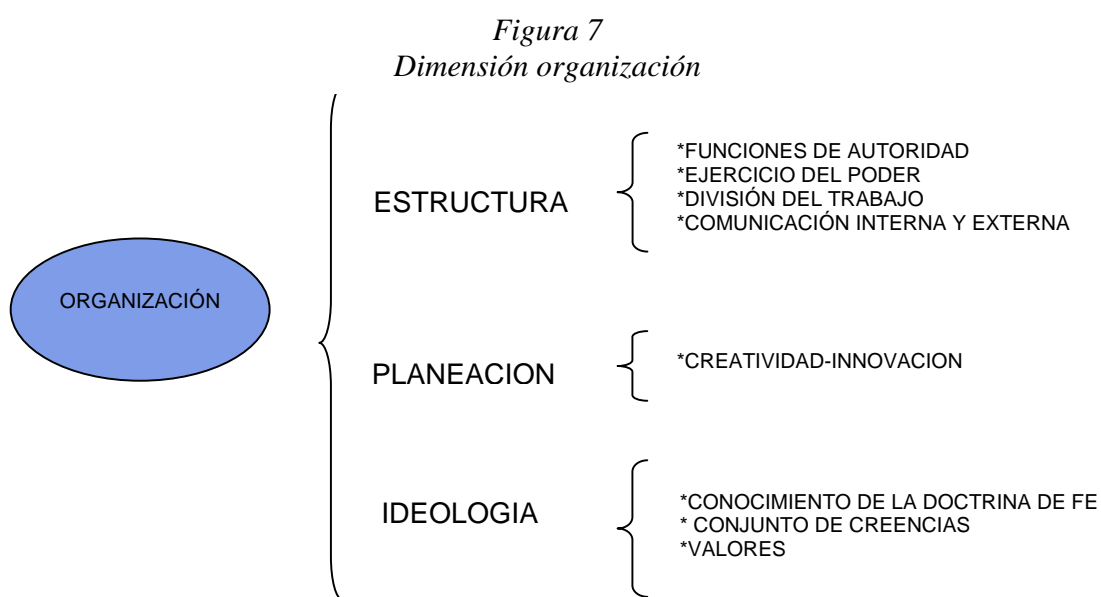 Figura 7
Dimensión organización
ORGANIZACIÓN
ESTRUCTURA
*FUNCIONES DE AUTORIDAD
*EJERCICIO DEL PODER
*DIVISIÓN DEL TRABAJO
*COMUNICACIÓN INTERNA Y EXTERNA
PLANEACION
*CREATIVIDAD-INNOVACION
IDEOLOGIA
*CONOCIMIENTO DE LA DOCTRINA DE FE
* CONJUNTO DE CREENCIAS
*VALORES